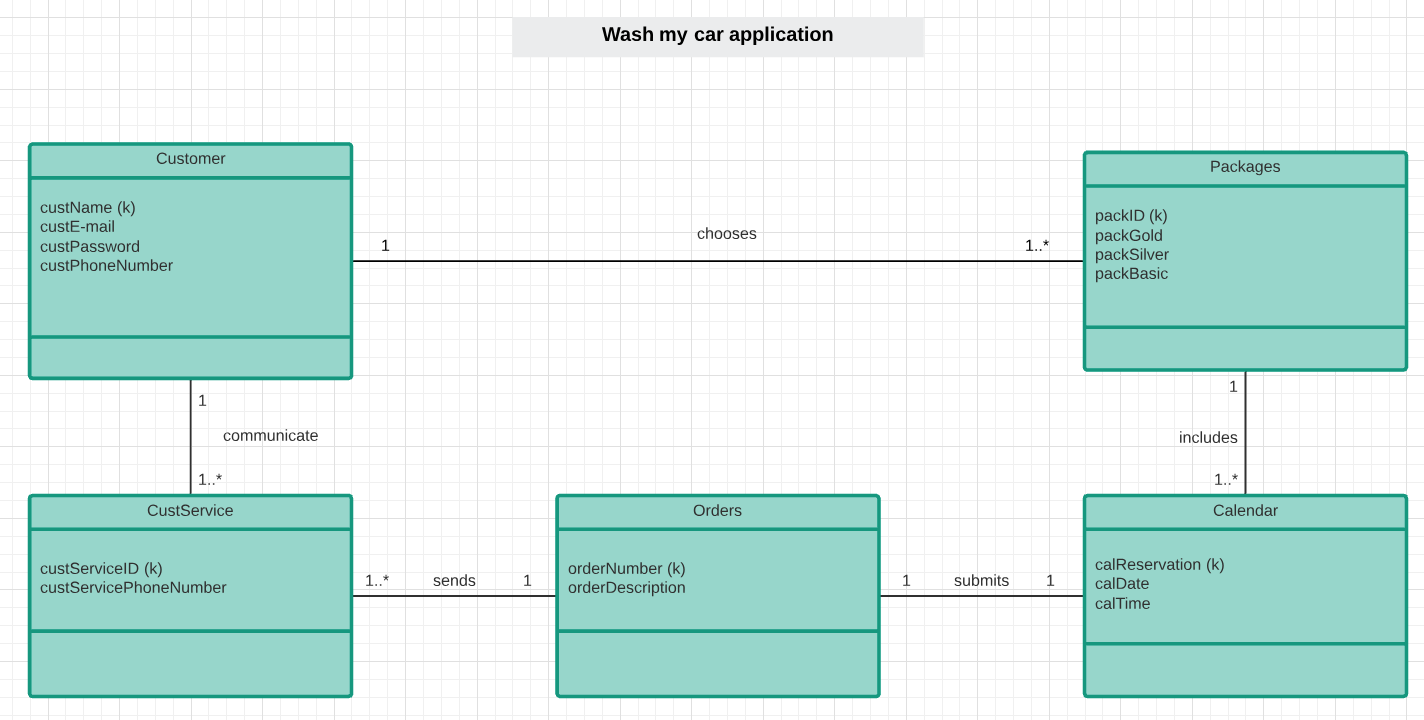 Wash my car application
Customer
custName (k)
custE-mail
custPassword
custPhoneNumber
1
chooses
1..*
Packages
packID (k)
packGold
packSilver
packBasic
1
communicate
1..*
1
includes
1..*
CustService
custServiceID (k)
custServicePhoneNumber
1..*
sends
1
Orders
orderNumber (k)
orderDescription
1
submits
1
Calendar
calReservation (k)
calDate
calTime